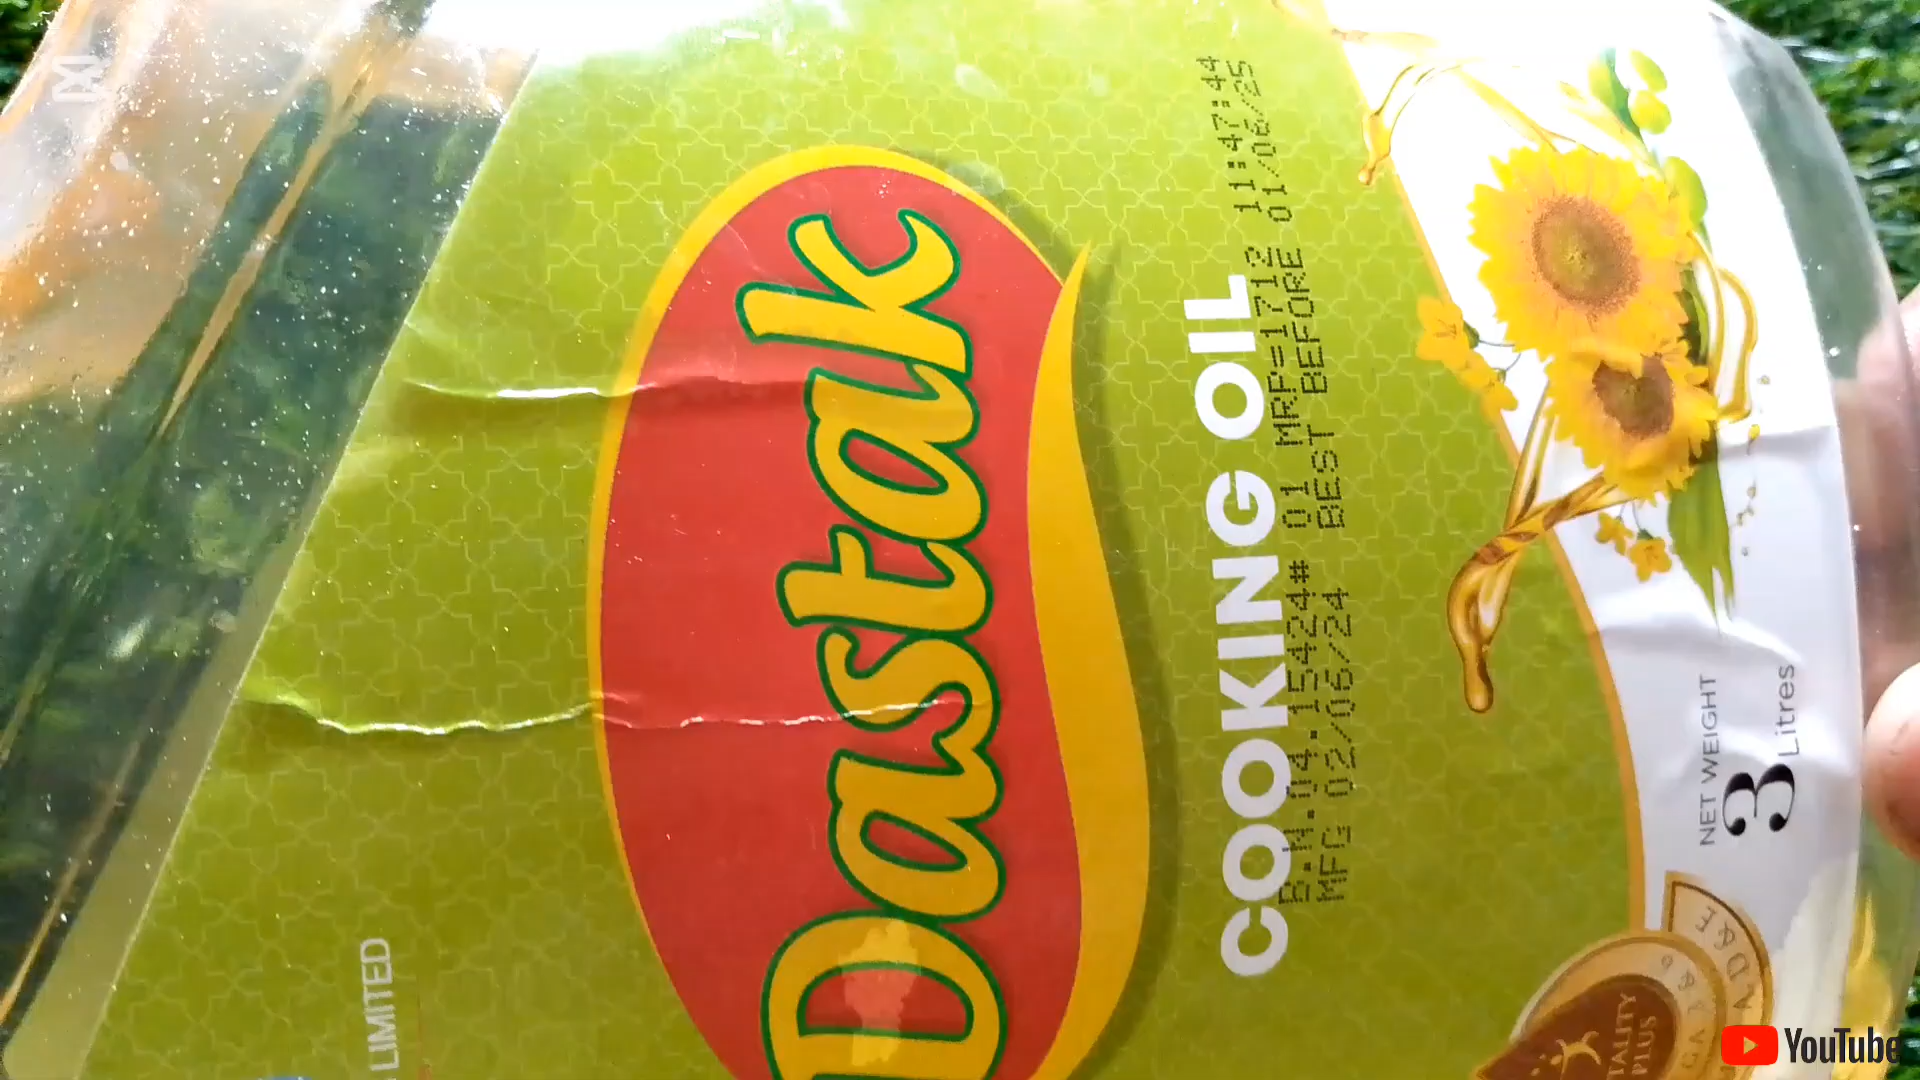 Dastak
COOKING OIL
B.M.04.15424# 01 MRP=1712 11:47:44
MFG 02/06/24 BEST BEFORE 01/06/25
NET WEIGHT
3 Litres
LIMITED
PLUS
YouTube